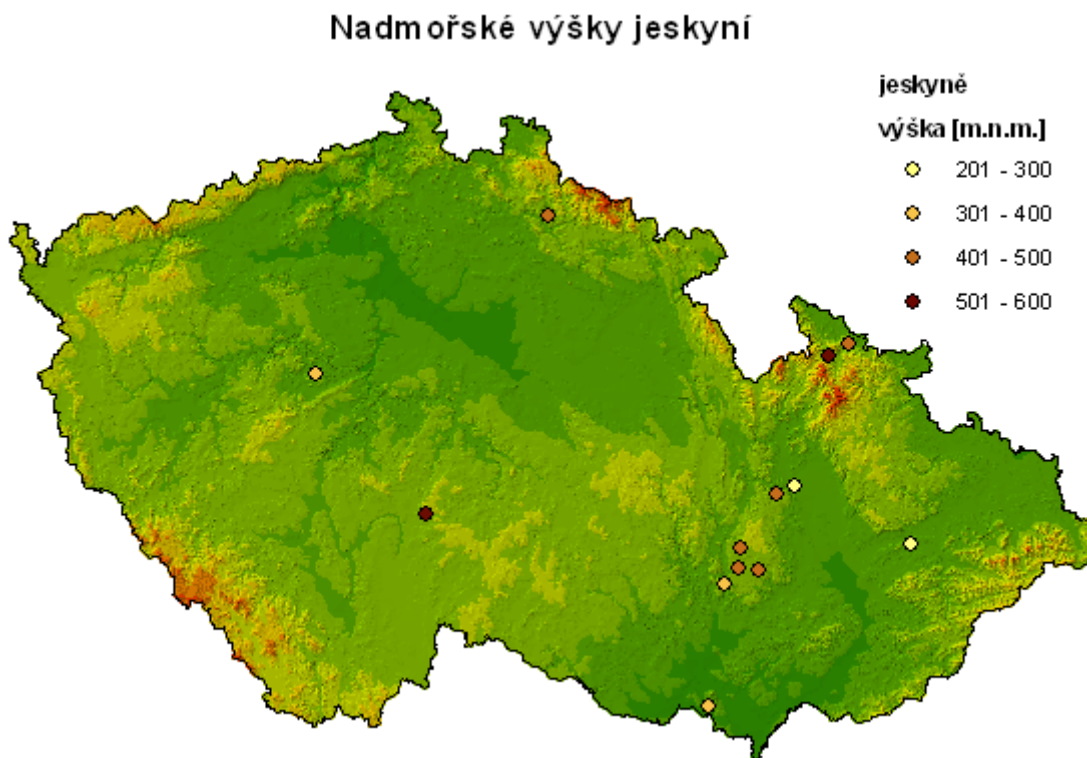 Nadmořské výšky jeskyní
jeskyně
výška [m.n.m.]
201 - 300
301 - 400
401 - 500
501 - 600